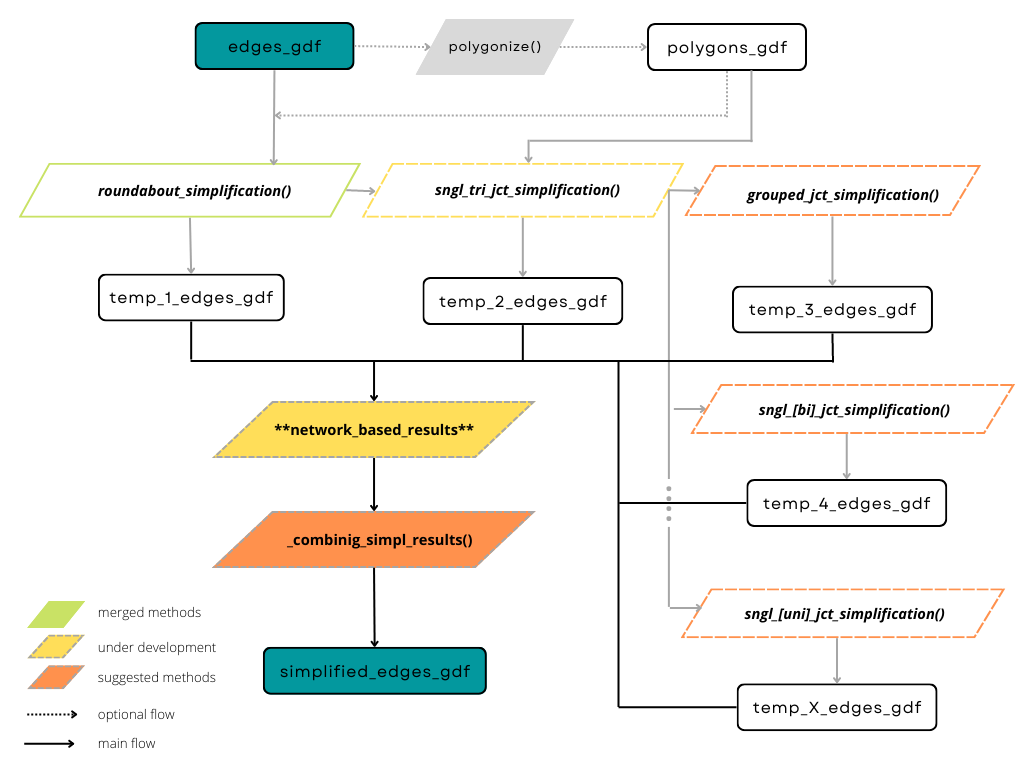 edges_gdf
polygonize()
polygons_gdf
roundabout_simplification()
sngl_tri_jct_simplification()
grouped_jct_simplification()
temp_1_edges_gdf
temp_2_edges_gdf
temp_3_edges_gdf
sngl_[bi]_jct_simplification()
**network_based_results**
temp_4_edges_gdf
_combinig_simpl_results()
merged methods
sngl_[uni]_jct_simplification()
under development
simplified_edges_gdf
suggested methods
temp_X_edges_gdf
optional flow
main flow